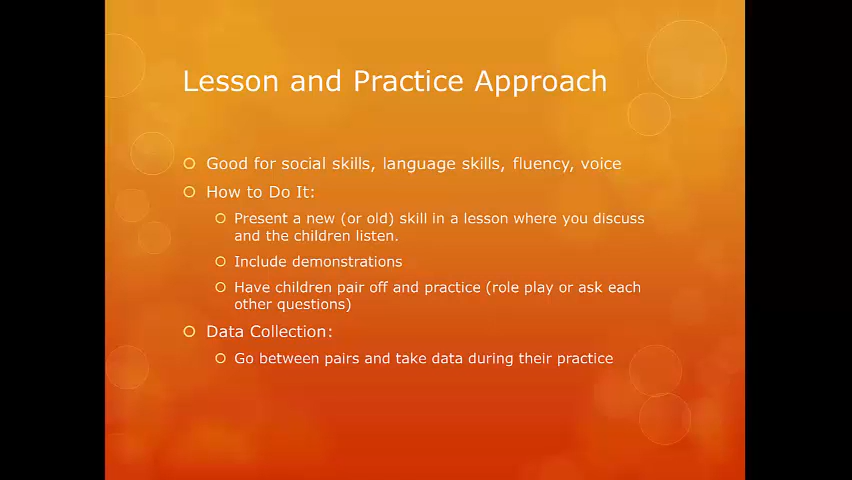 Lesson and Practice Approach
Good for social skills, language skills, fluency, voice
How to Do It:
Present a new (or old) skill in a lesson where you discuss
and the children listen.
Include demonstrations
Have children pair off and practice (role play or ask each
other questions)
Data Collection:
Go between pairs and take data during their practice